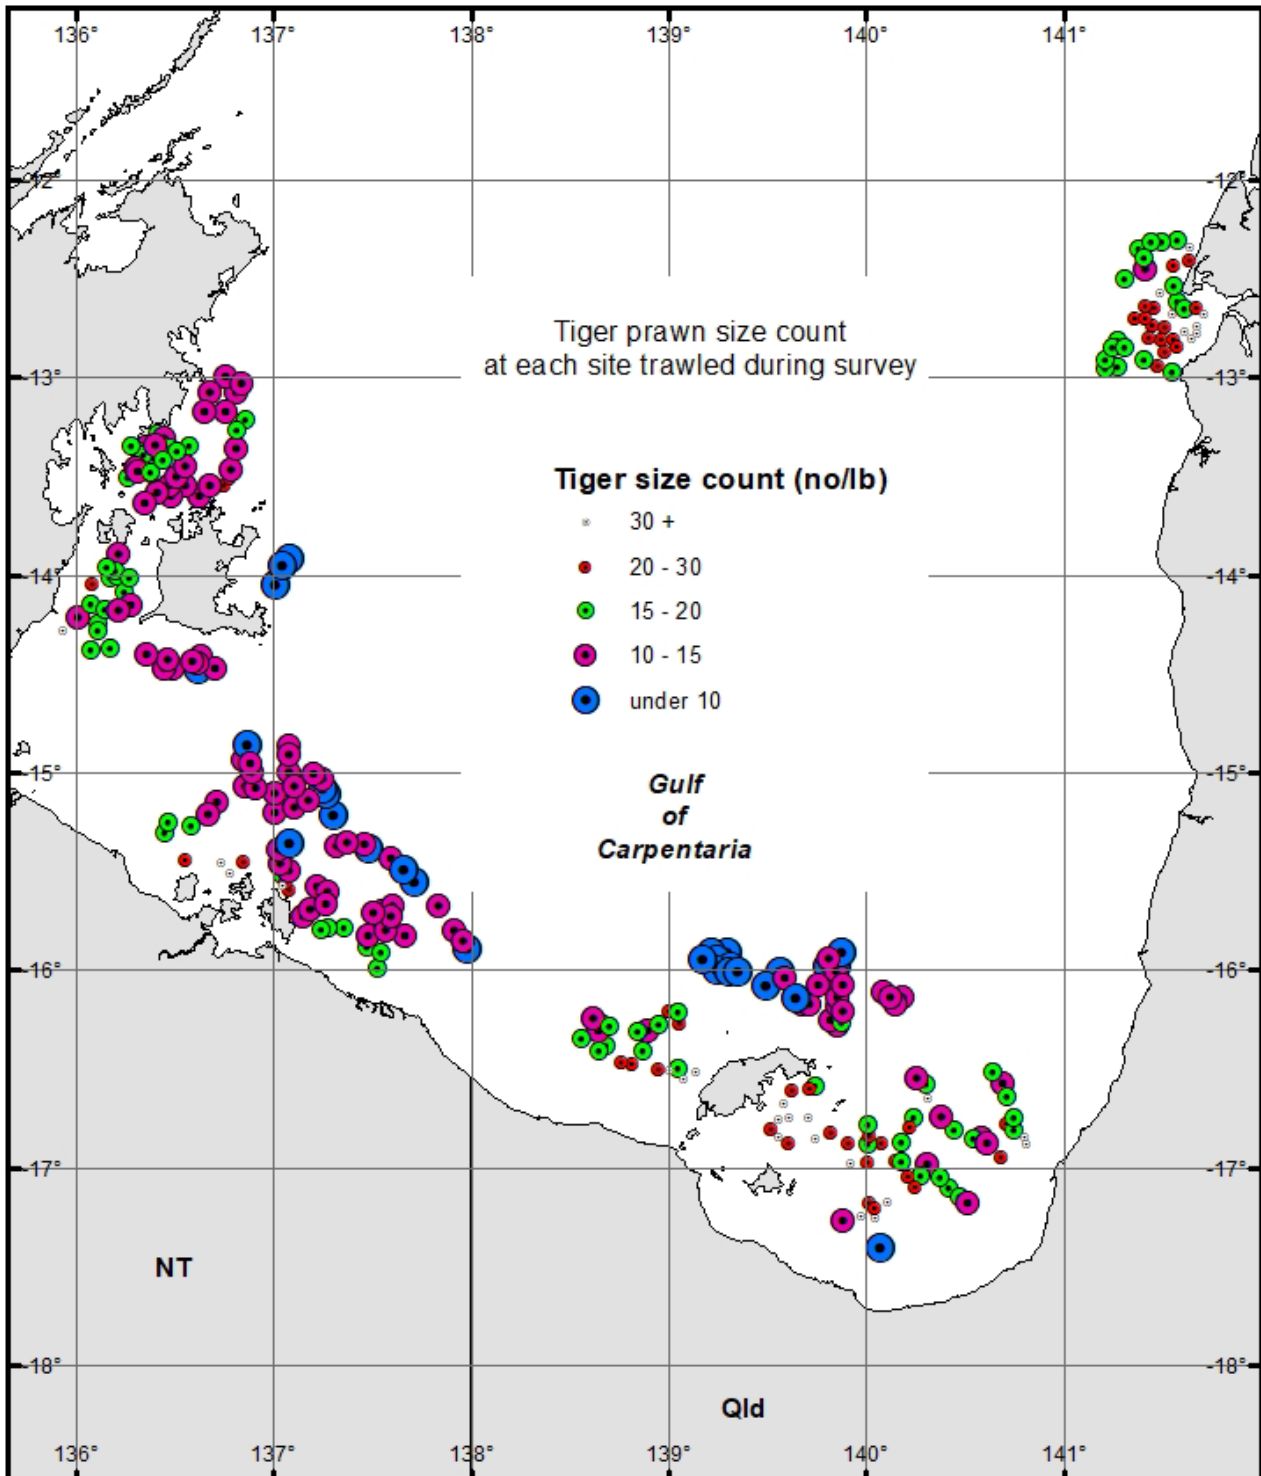 136° 137° 138° 139° 140° 141°
-12° -12°
Tiger prawn size count
at each site trawled during survey
-13° -13°
Tiger size count (no/lb)
30 +
20 - 30
15 - 20
10 - 15
under 10
-14° -14°
-15° -15°
Gulf
of
Carpentaria
-16° -16°
-17° -17°
NT
-18° -18°
Qld
136° 137° 138° 139° 140° 141°